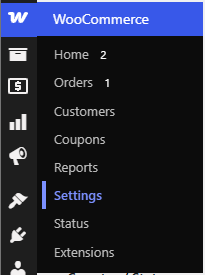 WooCommerce
Home 2
Orders 1
Customers
Coupons
Reports
Settings
Status
Extensions